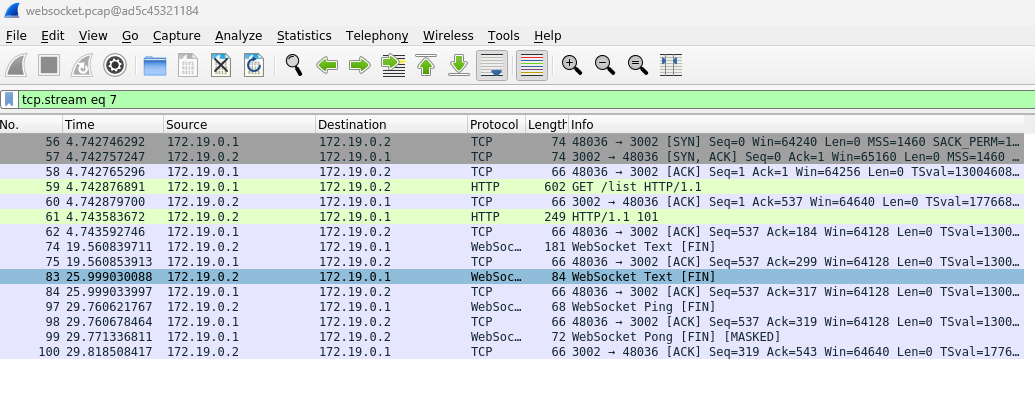 websocket.pcap@ad5c45321184
File Edit View Go Capture Analyze Statistics Telephony Wireless Tools Help
tcp.stream eq 7
No. Time Source Destination Protocol Length Info
56 4.742746292 172.19.0.1 172.19.0.2 TCP 74 48036 → 3002 [SYN] Seq=0 Win=64240 Len=0 MSS=1460 SACK_PERM=1…
57 4.742757247 172.19.0.2 172.19.0.1 TCP 74 3002 → 48036 [SYN, ACK] Seq=0 Ack=1 Win=65160 Len=0 MSS=1460 …
58 4.742765296 172.19.0.1 172.19.0.2 TCP 66 48036 → 3002 [ACK] Seq=1 Ack=1 Win=64256 Len=0 TSval=13004608…
59 4.742876891 172.19.0.1 172.19.0.2 HTTP 602 GET /list HTTP/1.1
60 4.742879700 172.19.0.2 172.19.0.1 TCP 66 3002 → 48036 [ACK] Seq=1 Ack=537 Win=64640 Len=0 TSval=177668…
61 4.743583672 172.19.0.2 172.19.0.1 HTTP 249 HTTP/1.1 101
62 4.743592746 172.19.0.1 172.19.0.2 TCP 66 48036 → 3002 [ACK] Seq=537 Ack=184 Win=64128 Len=0 TSval=1300…
74 19.560839711 172.19.0.2 172.19.0.1 WebSoc… 181 WebSocket Text [FIN]
75 19.560853913 172.19.0.1 172.19.0.2 TCP 66 48036 → 3002 [ACK] Seq=537 Ack=299 Win=64128 Len=0 TSval=1300…
83 25.999030088 172.19.0.2 172.19.0.1 WebSoc… 84 WebSocket Text [FIN]
84 25.999033997 172.19.0.1 172.19.0.2 TCP 66 48036 → 3002 [ACK] Seq=537 Ack=317 Win=64128 Len=0 TSval=1300…
97 29.760621767 172.19.0.2 172.19.0.1 WebSoc… 68 WebSocket Ping [FIN]
98 29.760678464 172.19.0.1 172.19.0.2 TCP 66 48036 → 3002 [ACK] Seq=537 Ack=319 Win=64128 Len=0 TSval=1300…
99 29.771336811 172.19.0.1 172.19.0.2 WebSoc… 72 WebSocket Pong [FIN] [MASKED]
100 29.818508417 172.19.0.2 172.19.0.1 TCP 66 3002 → 48036 [ACK] Seq=319 Ack=543 Win=64640 Len=0 TSval=1776…